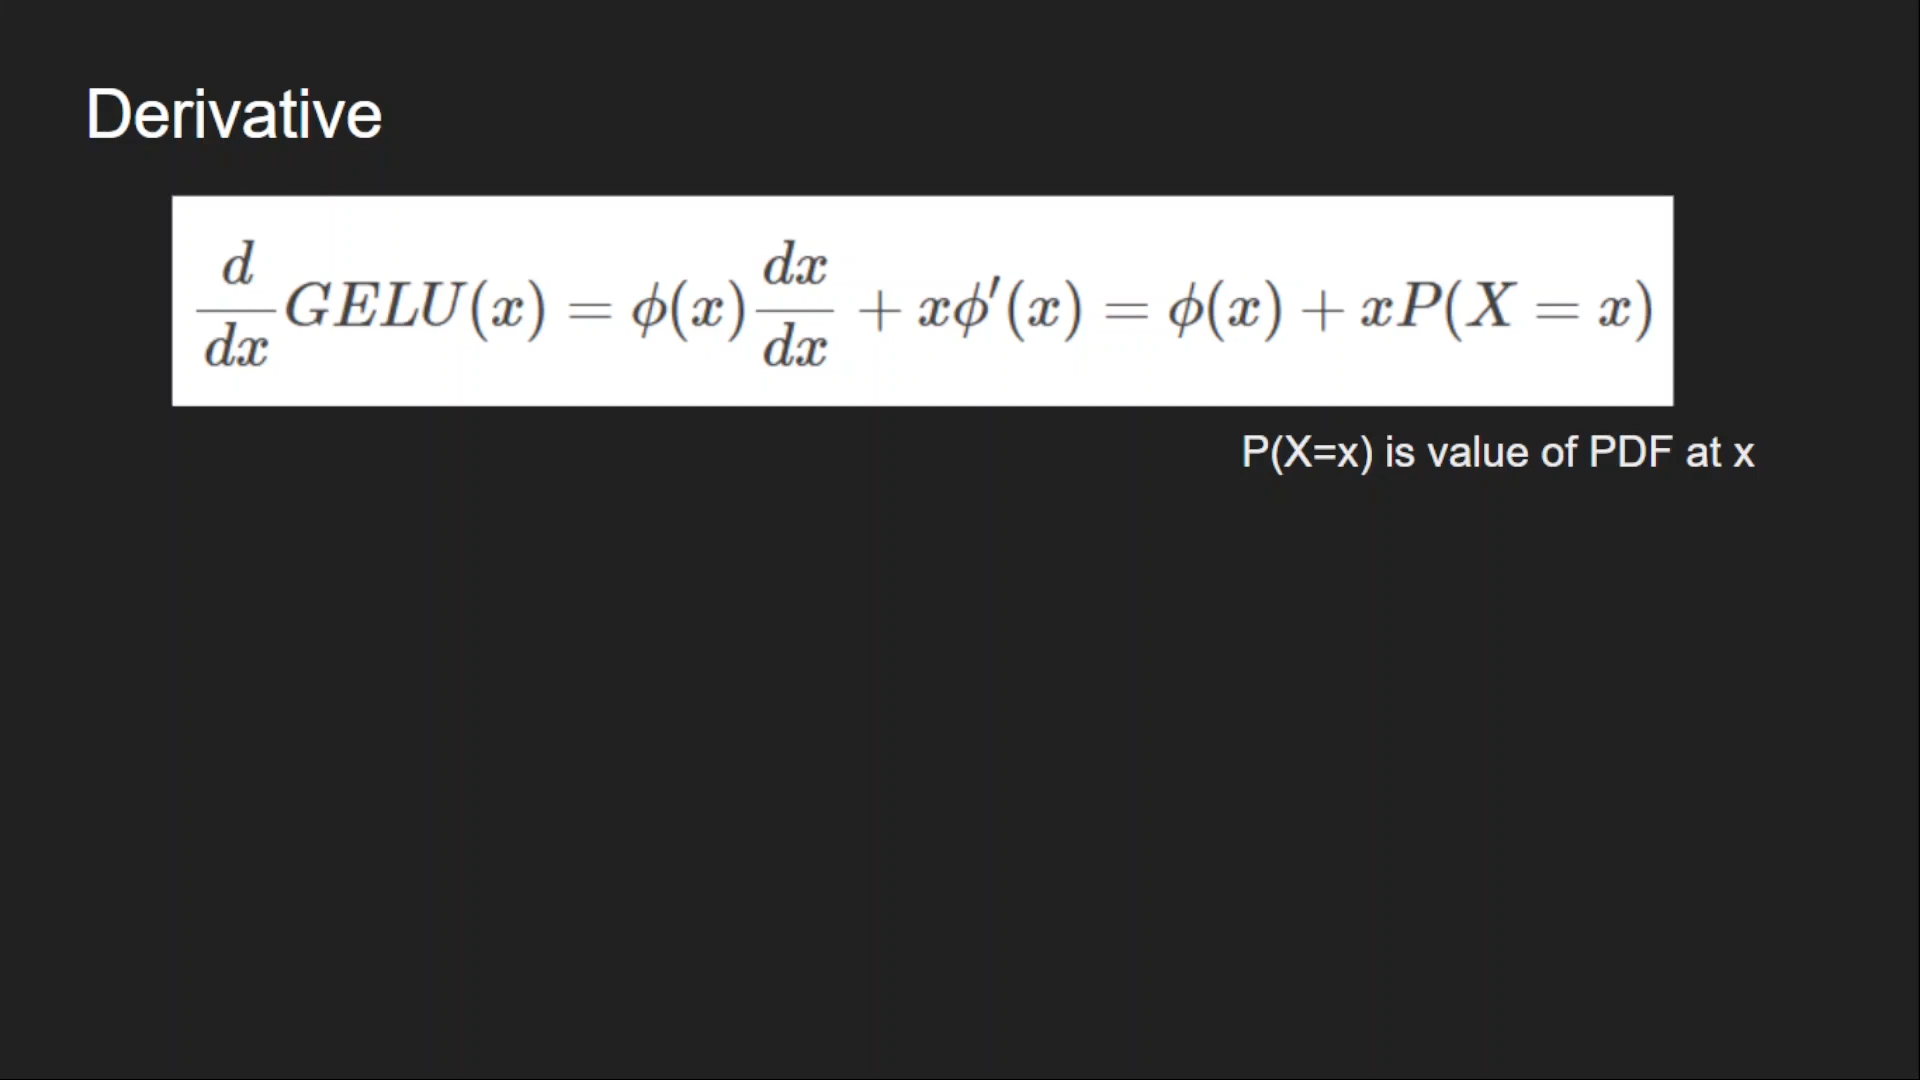 Derivative
d/dx GELU(x) = ϕ(x) dx/dx + xϕ′(x) = ϕ(x) + xP(X = x)
P(X=x) is value of PDF at x